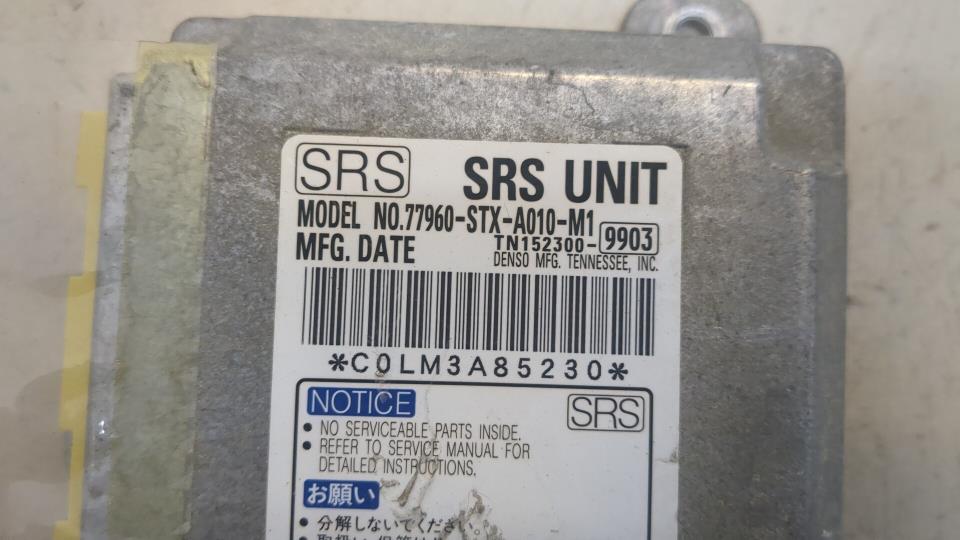 SRS SRS UNIT
MODEL NO.77960-STX-A010-M1
TN152300-9903
MFG. DATE
DENSO MFG. TENNESSEE, INC.
*C0LM3A85230*
NOTICE SRS
● NO SERVICEABLE PARTS INSIDE.
● REFER TO SERVICE MANUAL FOR
DETAILED INSTRUCTIONS.
お願い
● 分解しないでください。